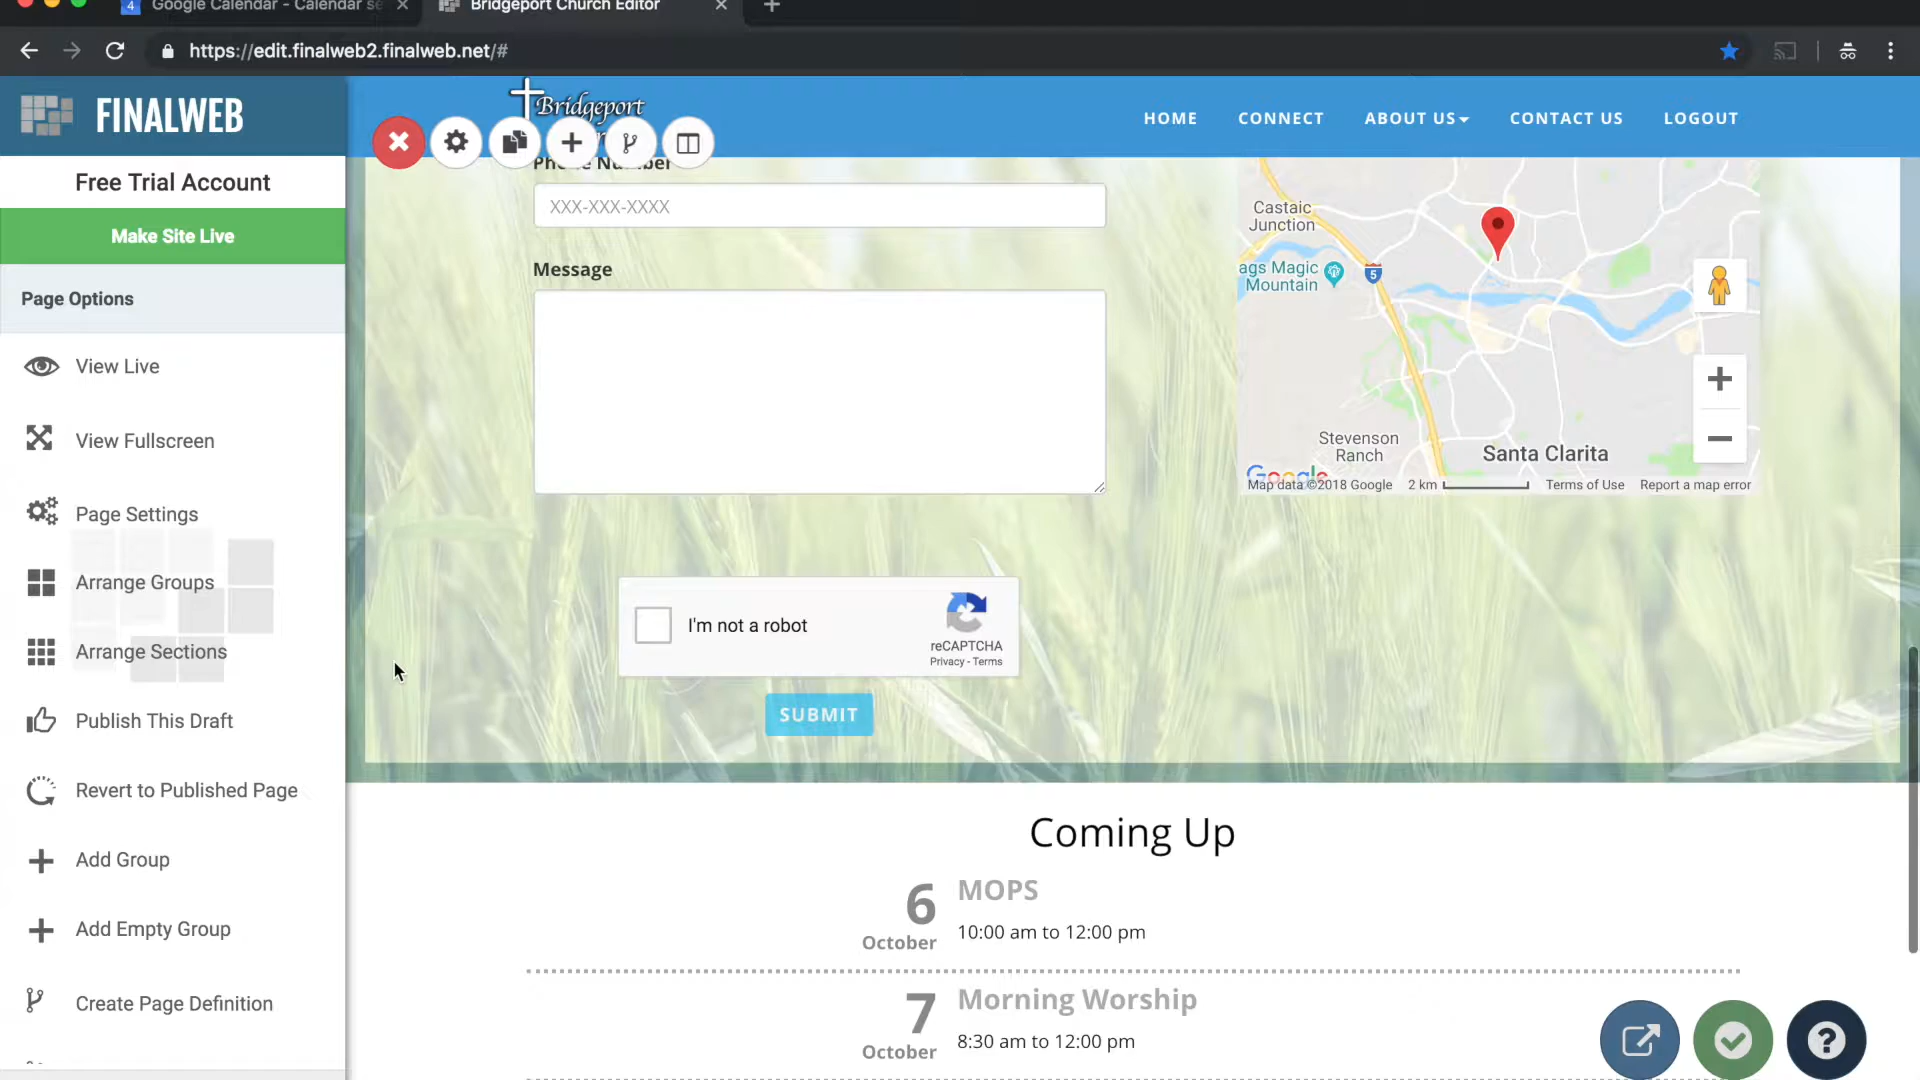 4 Google Calendar - Calendar se
Bridgeport Church Editor
https://edit.finalweb2.finalweb.net/#
FINALWEB
Bridgeport
HOME
CONNECT
ABOUT US
CONTACT US
LOGOUT
Free Trial Account
Make Site Live
Page Options
View Live
View Fullscreen
Page Settings
Arrange Groups
Arrange Sections
Publish This Draft
Revert to Published Page
Add Group
Add Empty Group
Create Page Definition
Phone Number
XXX-XXX-XXXX
Message
I'm not a robot
reCAPTCHA
Privacy - Terms
SUBMIT
Castaic
Junction
ags Magic
Mountain
5
Stevenson
Ranch
Santa Clarita
Google
Map data ©2018 Google
2 km
Terms of Use
Report a map error
Coming Up
6
October
MOPS
10:00 am to 12:00 pm
7
October
Morning Worship
8:30 am to 12:00 pm